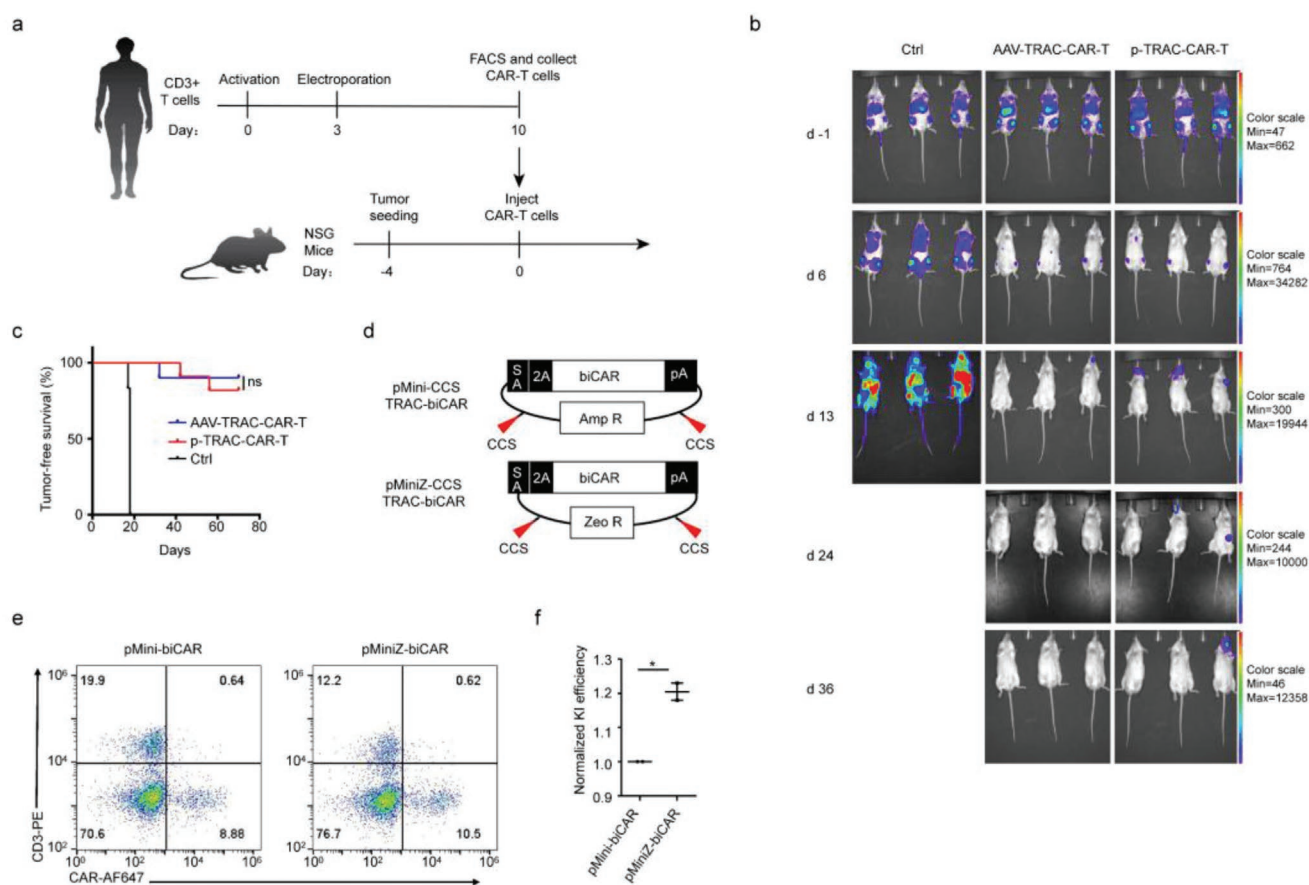 a
CD3+
T cells
Activation
Electroporation
FACS and collect
CAR-T cells
Day:
0
3
10
Tumor
seeding
Inject
CAR-T cells
NSG
Mice
Day:
-4
0
b
Ctrl
AAV-TRAC-CAR-T
p-TRAC-CAR-T
d -1
Color scale
Min=47
Max=662
d 6
Color scale
Min=764
Max=34282
d 13
Color scale
Min=300
Max=19944
d 24
Color scale
Min=244
Max=10000
d 36
Color scale
Min=46
Max=12358
c
Tumor-free survival (%)
100
50
0
ns
AAV-TRAC-CAR-T
p-TRAC-CAR-T
Ctrl
0 20 40 60 80
Days
d
pMini-CCS
TRAC-biCAR
S
A
2A
biCAR
pA
Amp R
CCS
CCS
pMiniZ-CCS
TRAC-biCAR
S
A
2A
biCAR
pA
Zeo R
CCS
CCS
e
pMini-biCAR
CD3-PE
10⁶
10⁴
10²
19.9
0.64
70.6
8.88
10⁰ 10² 10⁴ 10⁶
CAR-AF647
pMiniZ-biCAR
10⁶
10⁴
10²
12.2
0.62
76.7
10.5
10⁰ 10² 10⁴ 10⁶
f
Normalized KI efficiency
1.3
1.2
1.0
0.9
*
pMini-biCAR
pMiniZ-biCAR